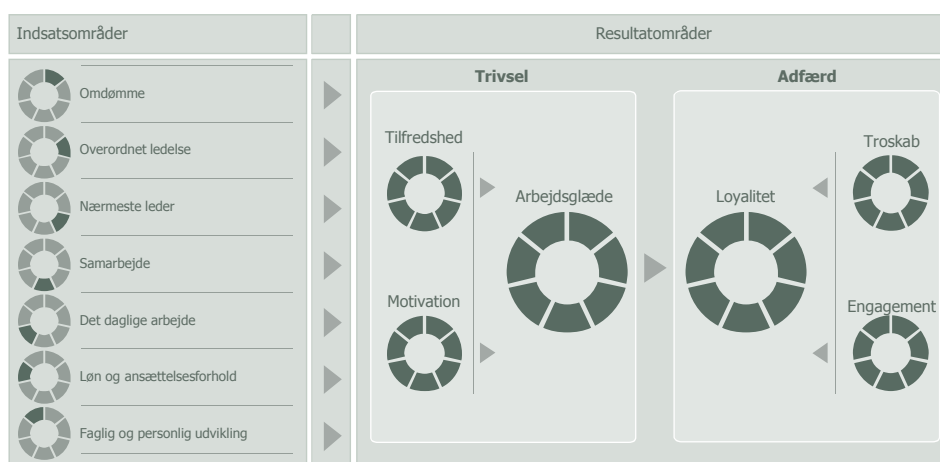 Indsatsområder
Resultatområder
Omdømme
Overordnet ledelse
Nærmeste leder
Samarbejde
Det daglige arbejde
Løn og ansættelsesforhold
Faglig og personlig udvikling
Trivsel
Tilfredshed
Arbejdsglæde
Motivation
Adfærd
Troskab
Loyalitet
Engagement